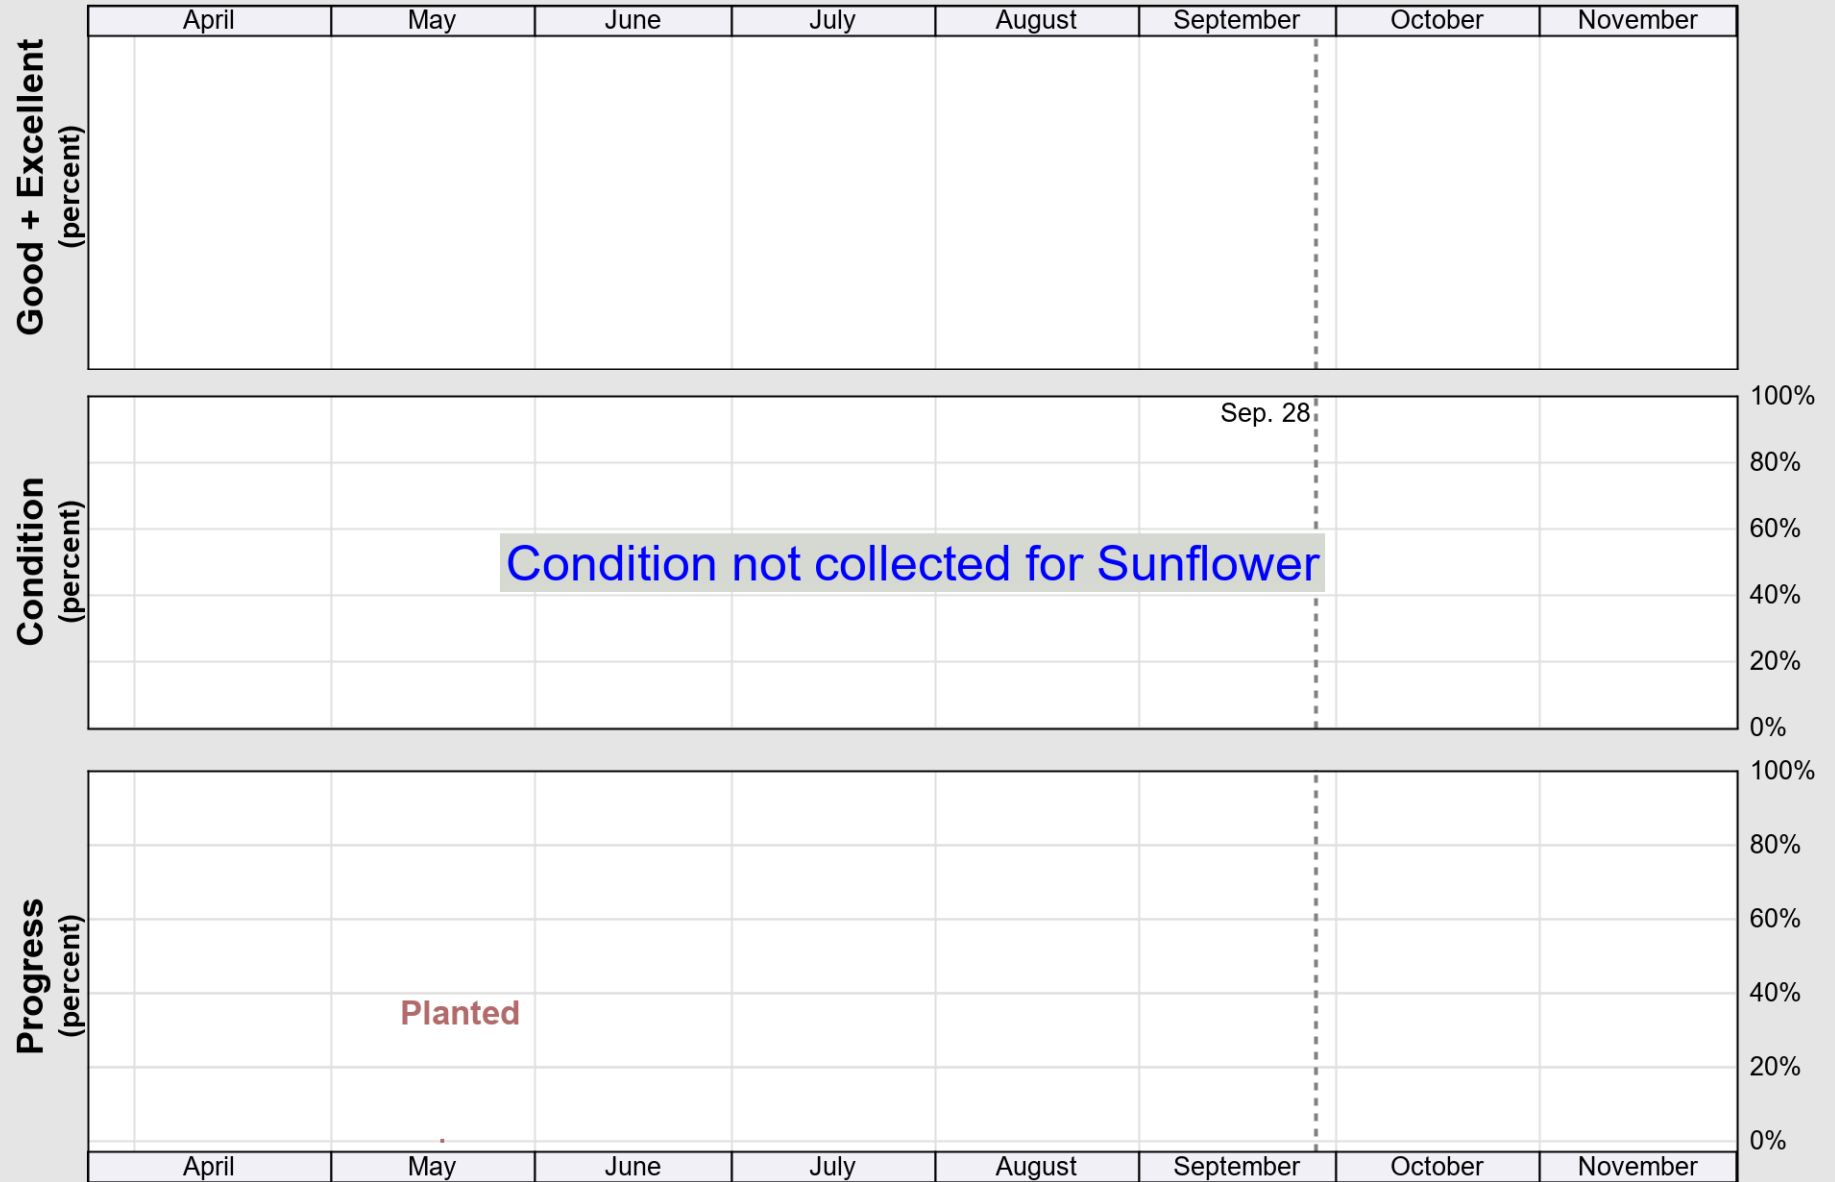 April May June July August September October November
Good + Excellent
(percent)
100%
Sep. 28
80%
Condition
(percent)
60%
Condition not collected for Sunflower
40%
20%
0%
100%
80%
Progress
(percent)
60%
40%
Planted
20%
0%
April May June July August September October November